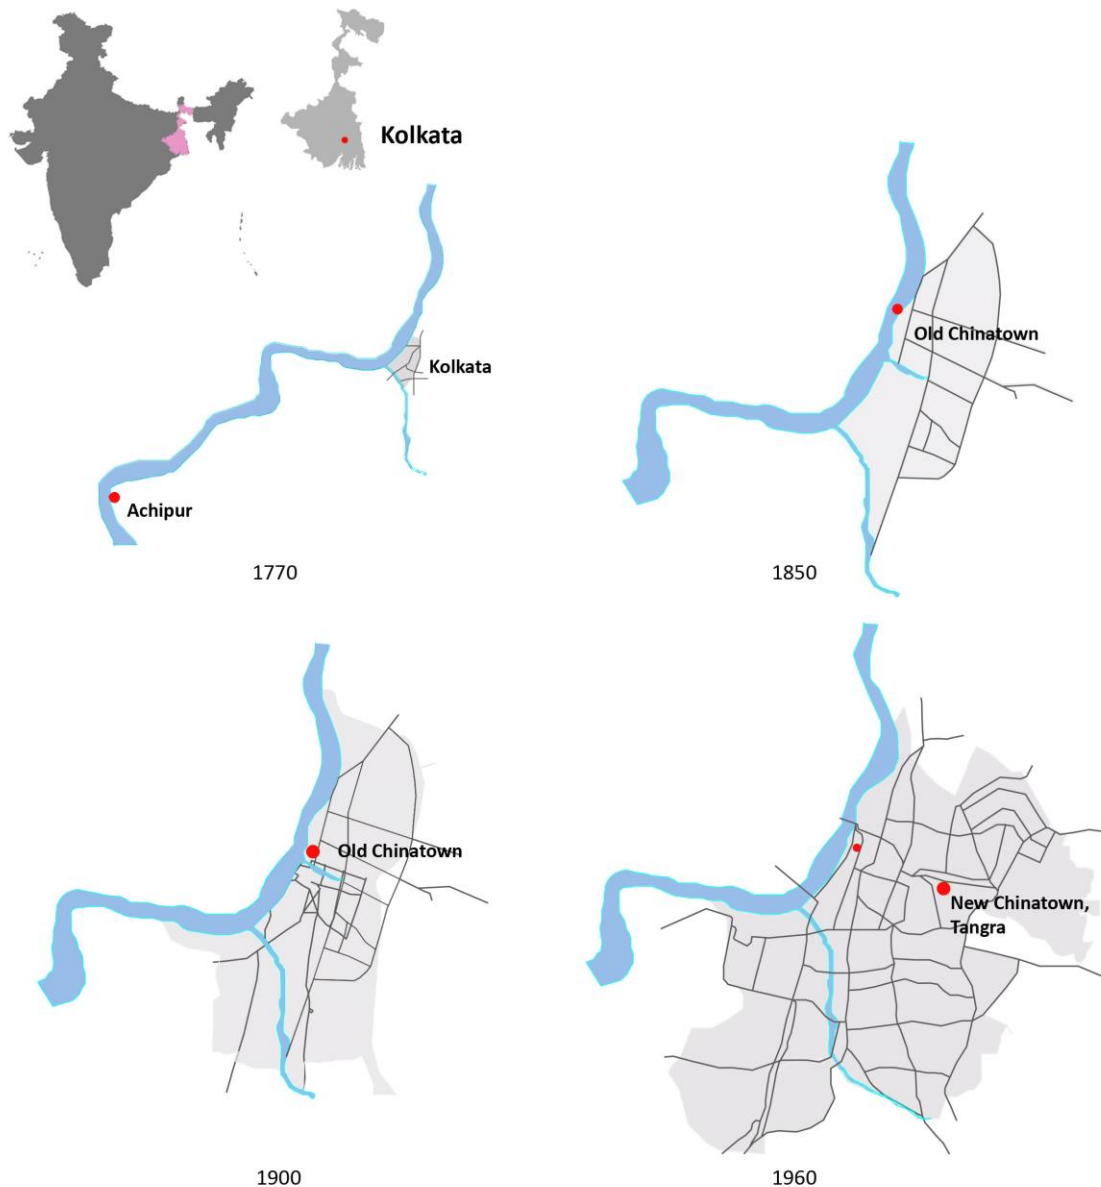 Kolkata
Kolkata
Achipur
1770
Old Chinatown
1850
Old Chinatown
1900
New Chinatown,
Tangra
1960